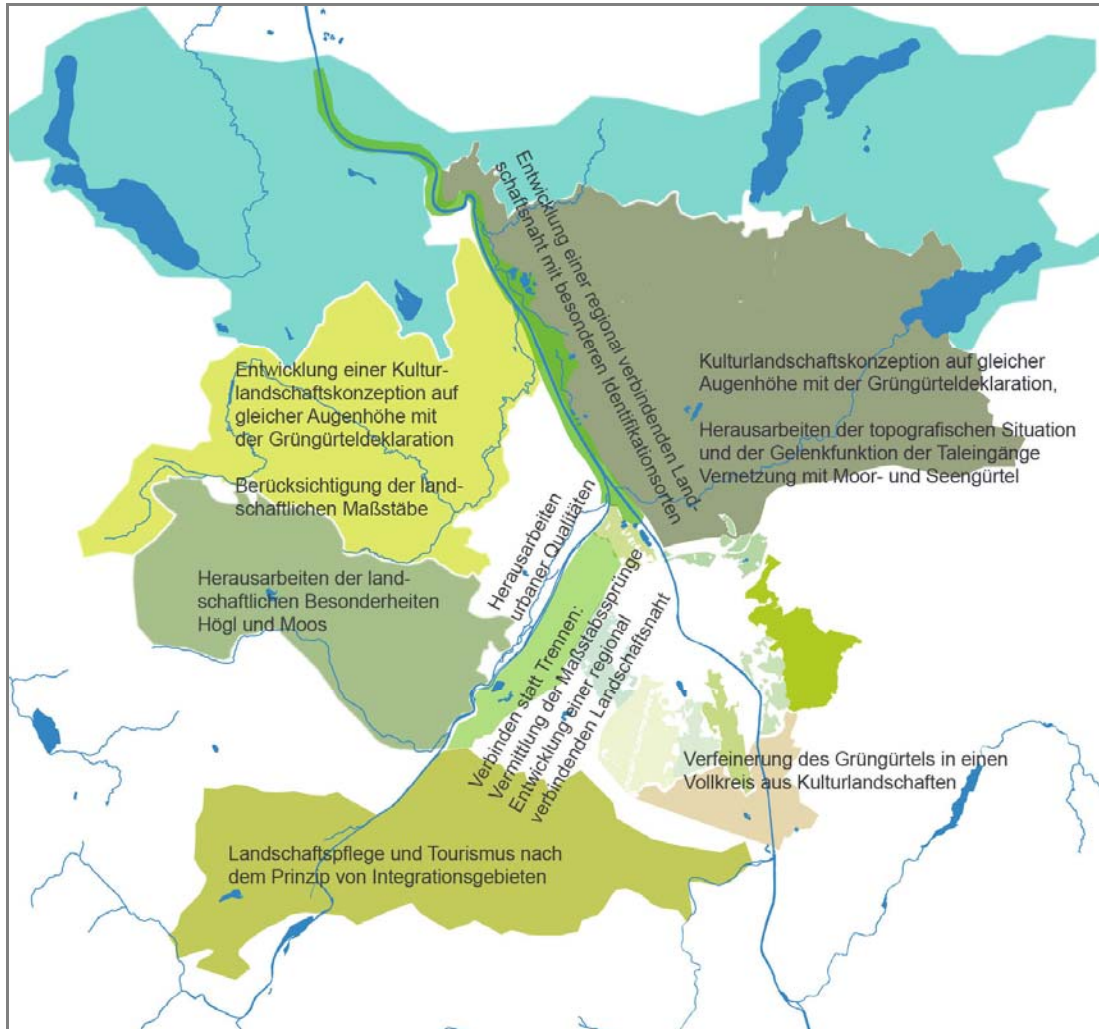 Entwicklung einer regional verbindenden Land-
schaftsnaht mit besonderen Identifikationsorten
Entwicklung einer Kultur-
landschaftskonzeption auf
gleicher Augenhöhe mit
der Grüngürteldeklaration
Berücksichtigung der land-
schaftlichen Maßstäbe
Kulturlandschaftskonzeption auf gleicher
Augenhöhe mit der Grüngürteldeklaration,
Herausarbeiten der topografischen Situation
und der Gelenkfunktion der Taleingänge
Vernetzung mit Moor- und Seengürtel
Herausarbeiten
urbaner Qualitäten
Herausarbeiten der land-
schaftlichen Besonderheiten
Högl und Moos
Verbinden statt Trennen:
Vermittlung der Maßstabssprünge
Entwicklung einer regional
verbindenden Landschaftsnaht
Verfeinerung des Grüngürtels in einen
Vollkreis aus Kulturlandschaften
Landschaftspflege und Tourismus nach
dem Prinzip von Integrationsgebieten